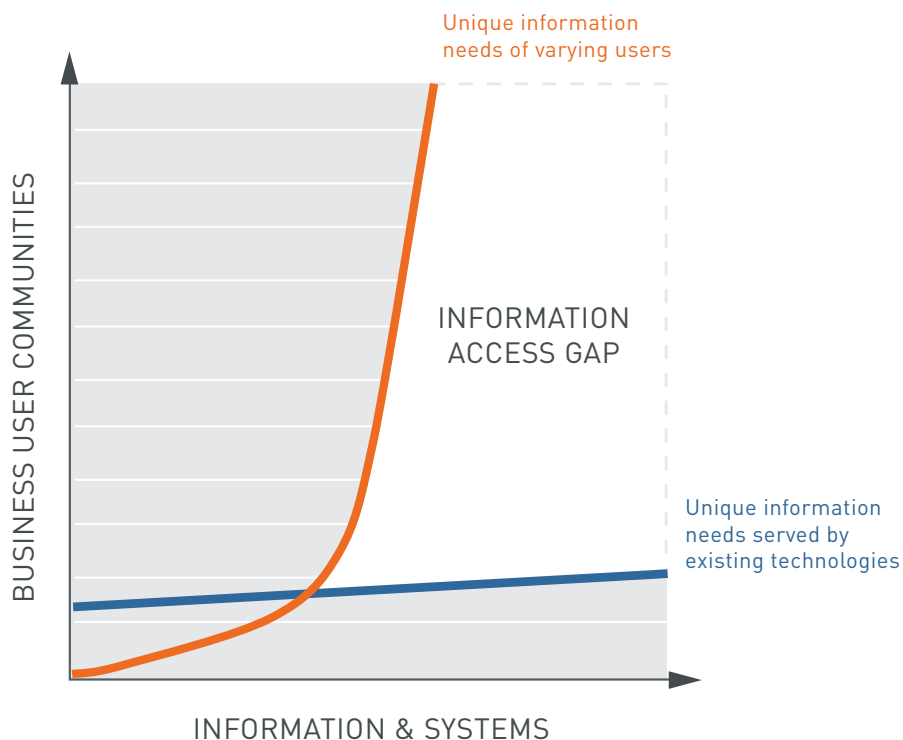 Unique information
needs of varying users
BUSINESS USER COMMUNITIES
INFORMATION
ACCESS GAP
Unique information
needs served by
existing technologies
INFORMATION & SYSTEMS